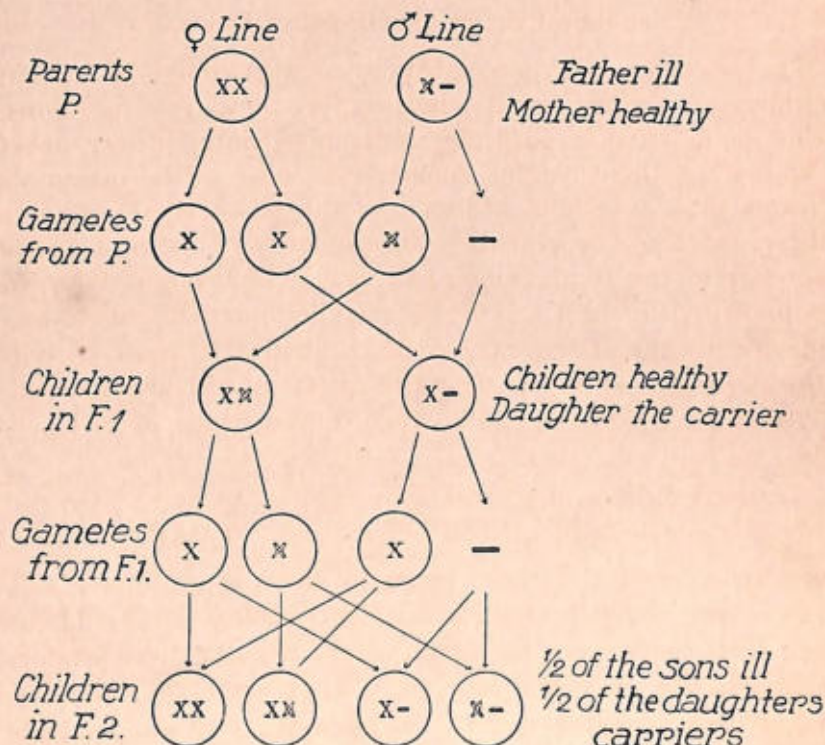 ♀ Line ♂ Line
Parents
P.
XX X-
Father ill
Mother healthy
Gametes
from P.
X X X -
Children
in F.1
XX X-
Children healthy
Daughter the carrier
Gametes
from F.1.
X X X -
Children
in F.2.
XX XX X- X-
1/2 of the sons ill
1/2 of the daughters
carriers